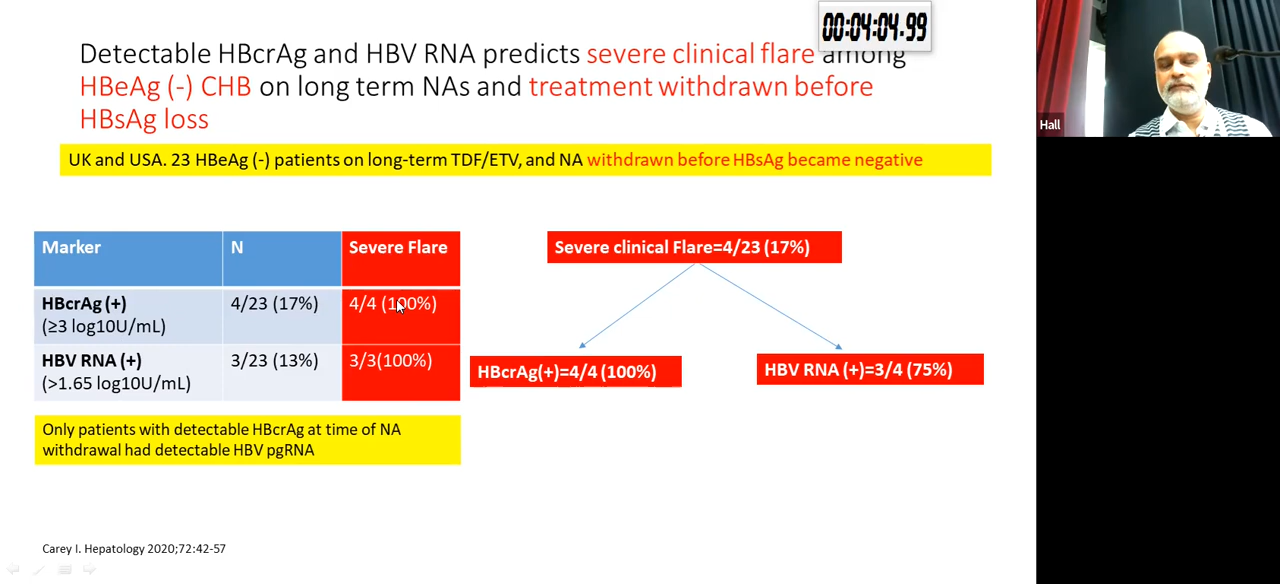 00:04:04.99
Detectable HBcrAg and HBV RNA predicts severe clinical flare among
HBeAg (-) CHB on long term NAs and treatment withdrawn before
HBsAg loss
Hall
UK and USA. 23 HBeAg (-) patients on long-term TDF/ETV, and NA withdrawn before HBsAg became negative
Marker N Severe Flare
HBcrAg (+) 4/23 (17%) 4/4 (100%)
(≥3 log10U/mL)
HBV RNA (+) 3/23 (13%) 3/3(100%)
(>1.65 log10U/mL)
Severe clinical Flare=4/23 (17%)
HBcrAg(+)=4/4 (100%)
HBV RNA (+)=3/4 (75%)
Only patients with detectable HBcrAg at time of NA
withdrawal had detectable HBV pgRNA
Carey I. Hepatology 2020;72:42-57